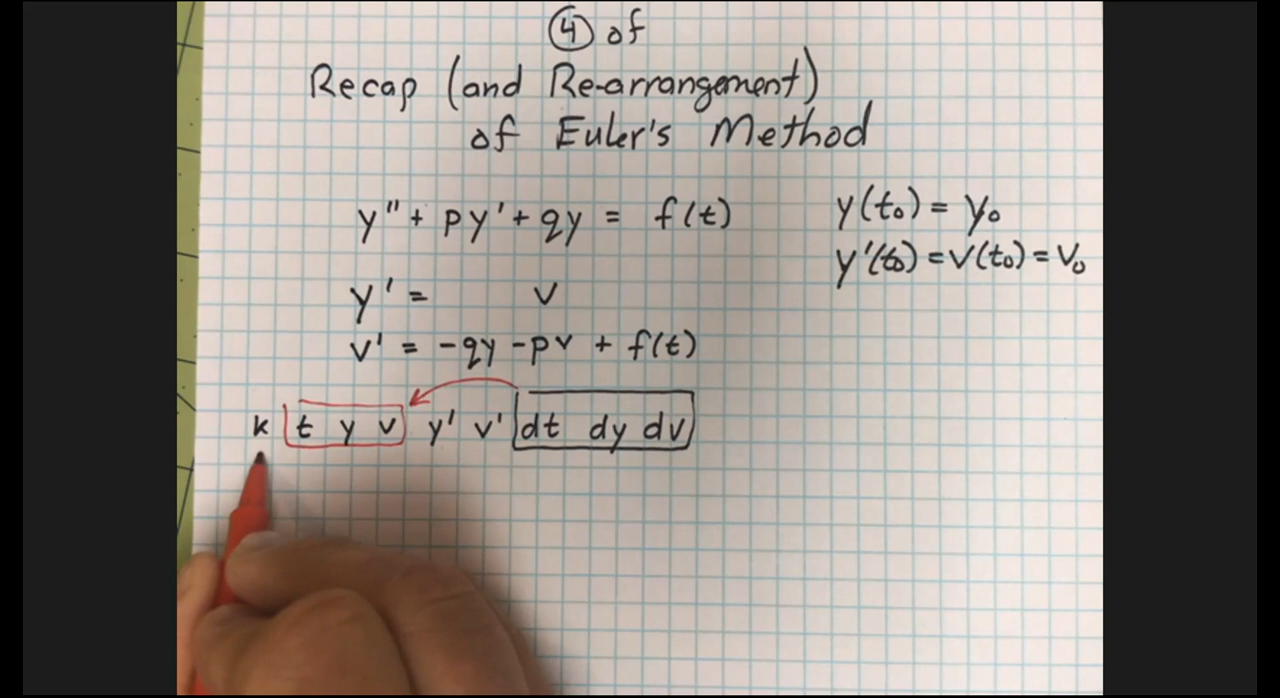 ④ of
Recap (and Re-arrangement)
of Euler's Method
y'' + py' + qy = f(t)
y(t₀) = y₀
y'(t₀) = v(t₀) = v₀
y' = v
v' = -qy - pv + f(t)
k t y v y' v' dt dy dv